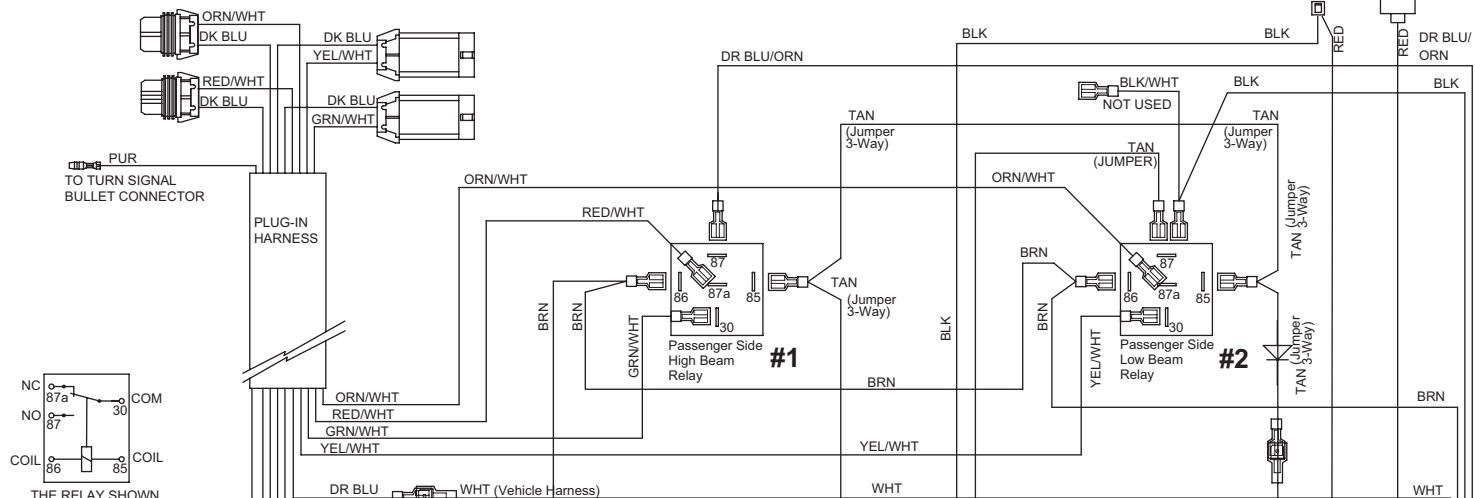 ORN/WHT
DK BLU
RED/WHT
DK BLU
DK BLU
YEL/WHT
DK BLU
GRN/WHT
PUR
TO TURN SIGNAL
BULLET CONNECTOR
PLUG-IN
HARNESS
ORN/WHT
RED/WHT
DR BLU/ORN
BLK
BLK
RED
RED
DR BLU/
ORN
BLK/WHT
NOT USED
BLK
BLK
TAN
(Jumper
3-Way)
TAN
(JUMPER)
TAN
(Jumper
3-Way)
ORN/WHT
TAN (Jumper
3-Way)
87
86
87a
85
30
Passenger Side
High Beam
Relay
#1
TAN
(Jumper
3-Way)
BRN
BRN
GRN/WHT
BLK
BRN
BRN
YEL/WHT
87
86
87a
85
30
Passenger Side
Low Beam
Relay
#2
TAN (Jumper
3-Way)
BRN
BRN
NC
87a
30
COM
NO
87
COIL
86
85
COIL
THE RELAY SHOWN
ORN/WHT
RED/WHT
GRN/WHT
YEL/WHT
YEL/WHT
DR BLU
WHT (Vehicle Harness)
WHT
WHT